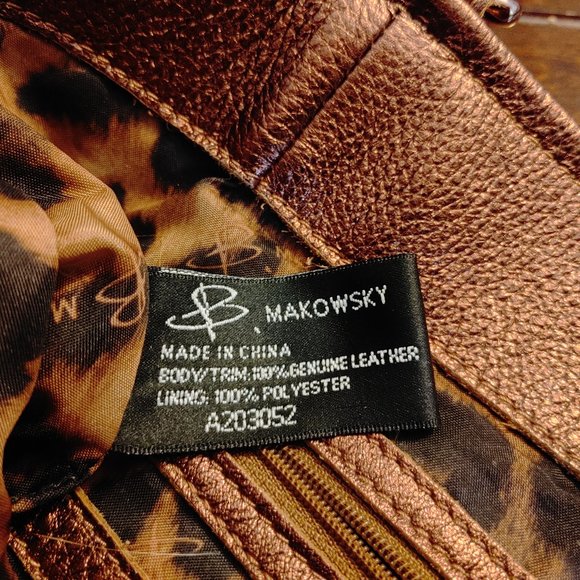 B. MAKOWSKY
MADE IN CHINA
BODY/TRIM:100%GENUINE LEATHER
LINING: 100% POLYESTER
A203052